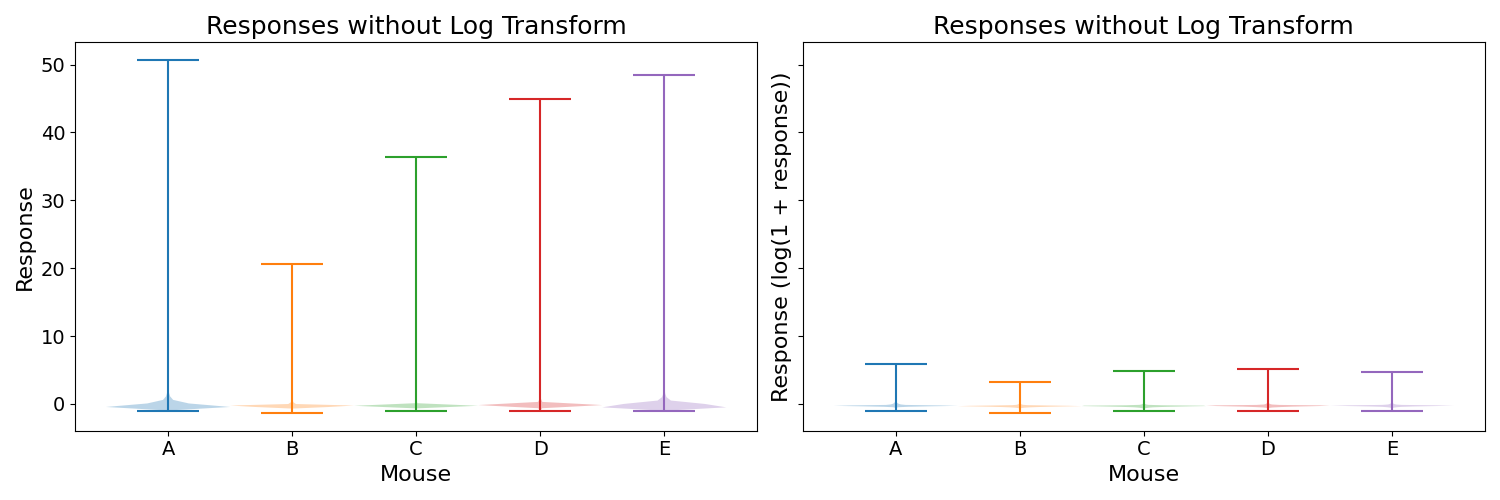 Responses without Log Transform
Response
50
40
30
20
10
0
A B C D E
Mouse
Responses without Log Transform
Response (log(1 + response))
A B C D E
Mouse